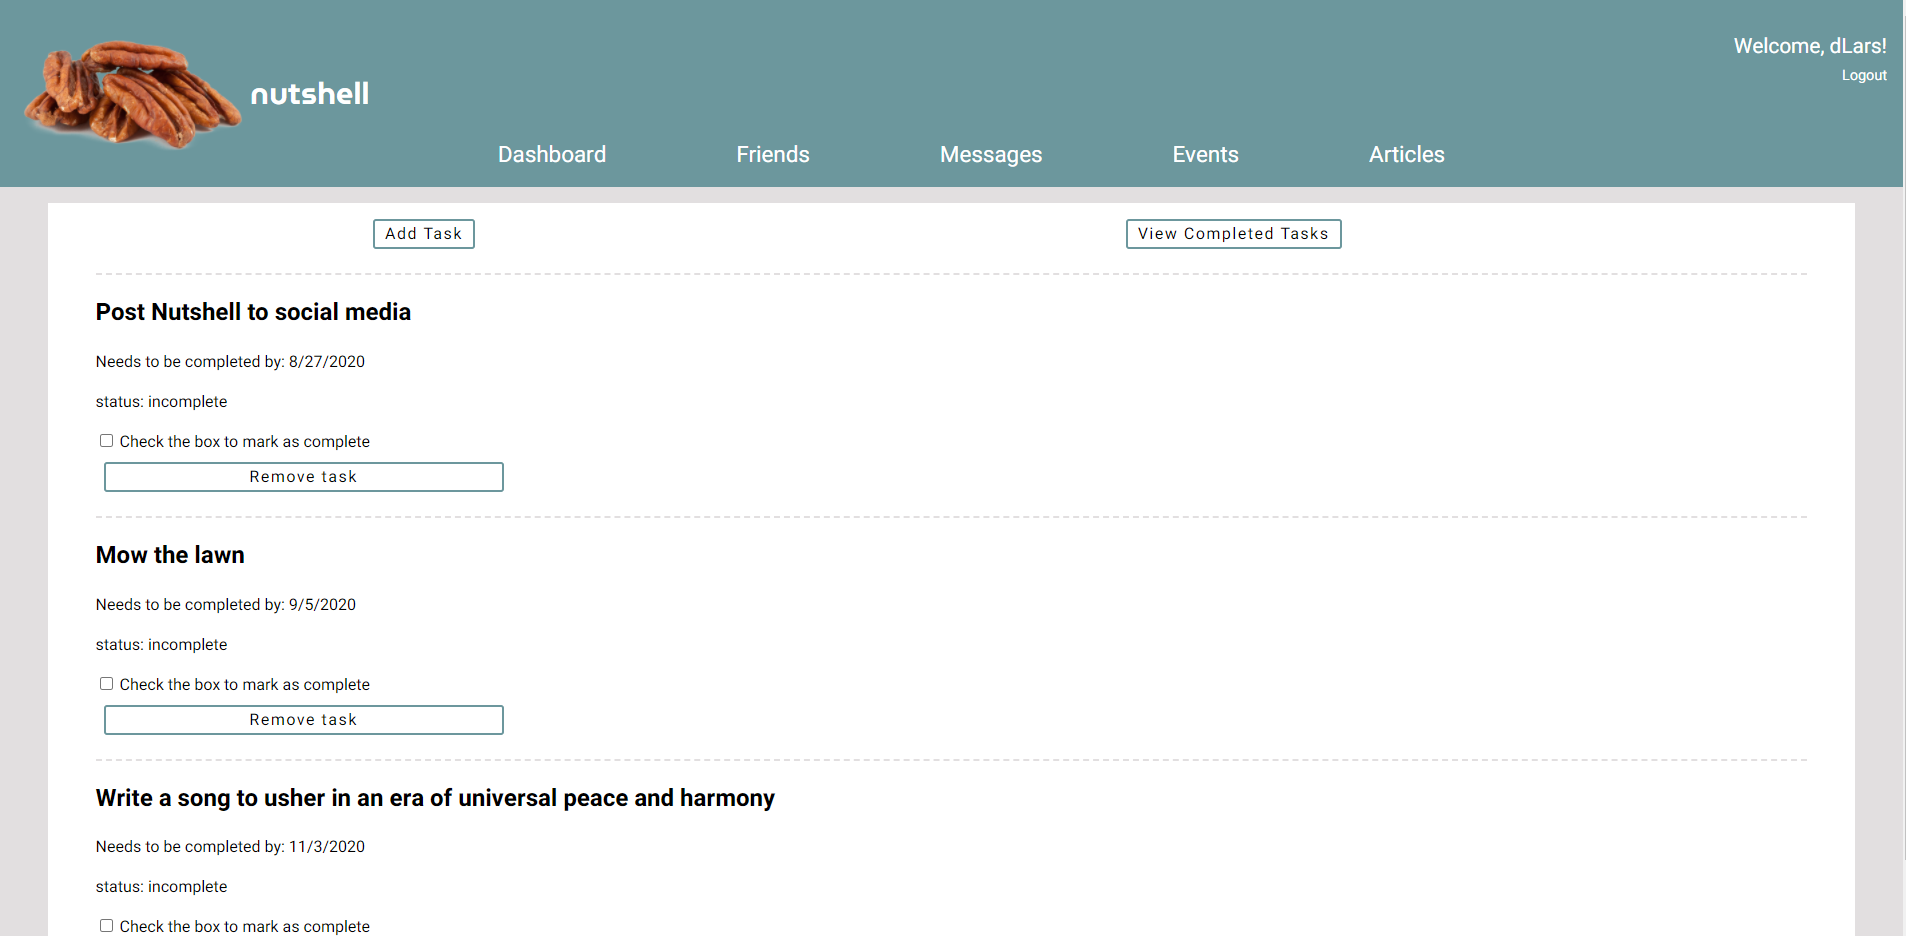 Welcome, dLars!
Logout
nutshell
Dashboard Friends Messages Events Articles
Add Task View Completed Tasks
Post Nutshell to social media
Needs to be completed by: 8/27/2020
status: incomplete
Check the box to mark as complete
Remove task
Mow the lawn
Needs to be completed by: 9/5/2020
status: incomplete
Check the box to mark as complete
Remove task
Write a song to usher in an era of universal peace and harmony
Needs to be completed by: 11/3/2020
status: incomplete
Check the box to mark as complete